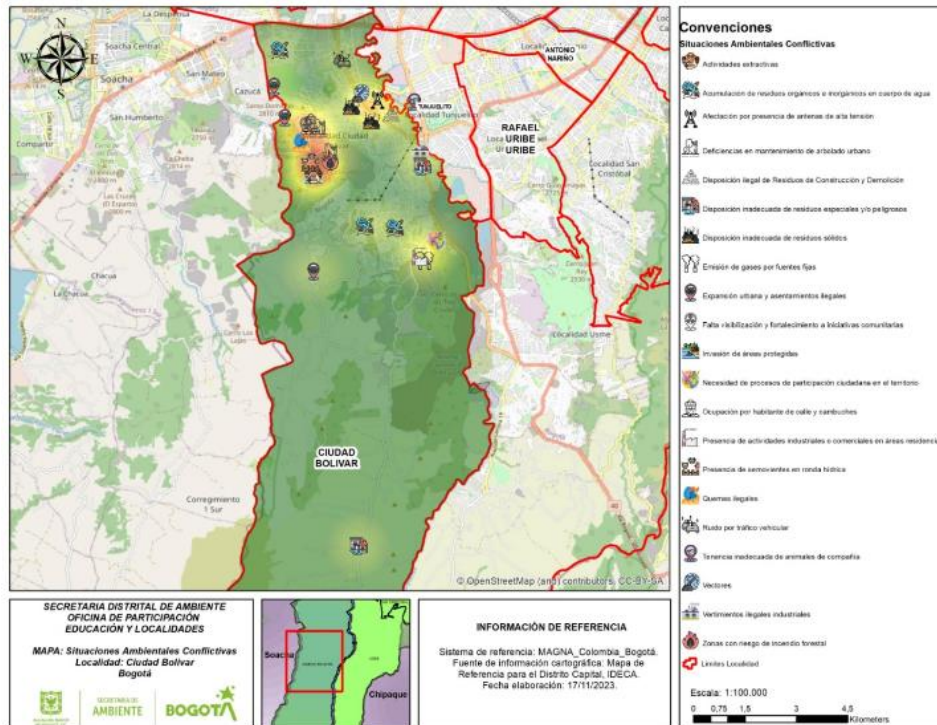 La Despensa
Soacha Central
Soacha
San Mateo
Cazucá
San Humberto
Compartir
2870 m
TUNJUELITO
Localidad Tunjuelito
ANTONIO
NARIÑO
RAFAEL
URIBE
URIBE
Localidad San
Cristóbal
Chacua
La Chacua
Localidad Usme
CIUDAD
BOLIVAR
Corregimiento
1 Sur
© OpenStreetMap (and) contributors, CC-BY-SA
Convenciones
Situaciones Ambientales Conflictivas
Actividades extractivas
Acumulación de residuos orgánicos e inorgánicos en cuerpo de agua
Afectación por presencia de antenas de alta tensión
Deficiencias en mantenimiento de arbolado urbano
Disposición ilegal de Residuos de Construcción y Demolición
Disposición inadecuada de residuos especiales y/o peligrosos
Disposición inadecuada de residuos sólidos
Emisión de gases por fuentes fijas
Expansión urbana y asentamientos ilegales
Falta visibilización y fortalecimiento a iniciativas comunitarias
Invasión de áreas protegidas
Necesidad de procesos de participación ciudadana en el territorio
Ocupación por habitante de calle y cambuches
Presencia de actividades industriales o comerciales en áreas residencia
Presencia de semovientes en ronda hídrica
Quemas ilegales
Ruido por tráfico vehicular
Tenencia inadecuada de animales de compañía
Vectores
Vertimientos ilegales industriales
Zonas con riesgo de incendio forestal
Límites Localidad
Escala: 1:100.000
0 0,75 1,5 3 4,5
Kilometers
SECRETARIA DISTRITAL DE AMBIENTE
OFICINA DE PARTICIPACIÓN
EDUCACIÓN Y LOCALIDADES
MAPA: Situaciones Ambientales Conflictivas
Localidad: Ciudad Bolívar
Bogotá
SECRETARÍA DE
AMBIENTE
BOGOTÁ
Soacha
Chipaque
INFORMACIÓN DE REFERENCIA
Sistema de referencia: MAGNA_Colombia_Bogotá.
Fuente de información cartográfica: Mapa de
Referencia para el Distrito Capital, IDECA.
Fecha elaboración: 17/11/2023.